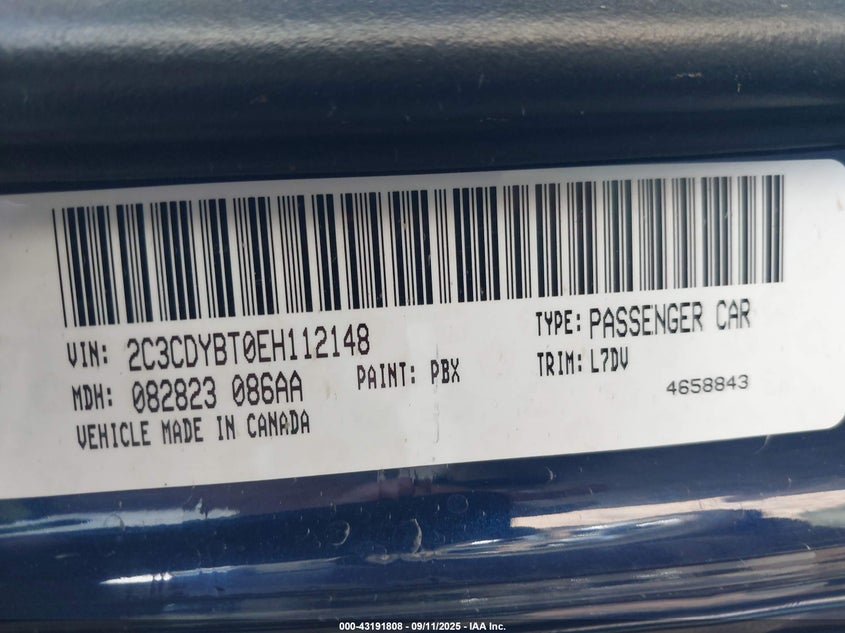 VIN: 2C3CDYBT0EH112148 TYPE: PASSENGER CAR
MDH: 082823 086AA PAINT: PBX TRIM: L7DV
VEHICLE MADE IN CANADA 4658843
000-43191808 - 09/11/2025 - IAA Inc.